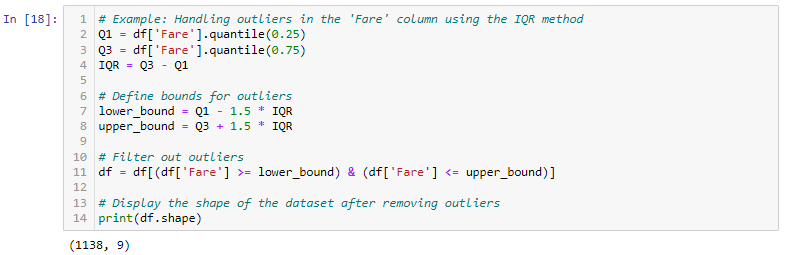 In [18]:
1 # Example: Handling outliers in the 'Fare' column using the IQR method
2 Q1 = df['Fare'].quantile(0.25)
3 Q3 = df['Fare'].quantile(0.75)
4 IQR = Q3 - Q1
5
6 # Define bounds for outliers
7 lower_bound = Q1 - 1.5 * IQR
8 upper_bound = Q3 + 1.5 * IQR
9
10 # Filter out outliers
11 df = df[(df['Fare'] >= lower_bound) & (df['Fare'] <= upper_bound)]
12
13 # Display the shape of the dataset after removing outliers
14 print(df.shape)
(1138, 9)